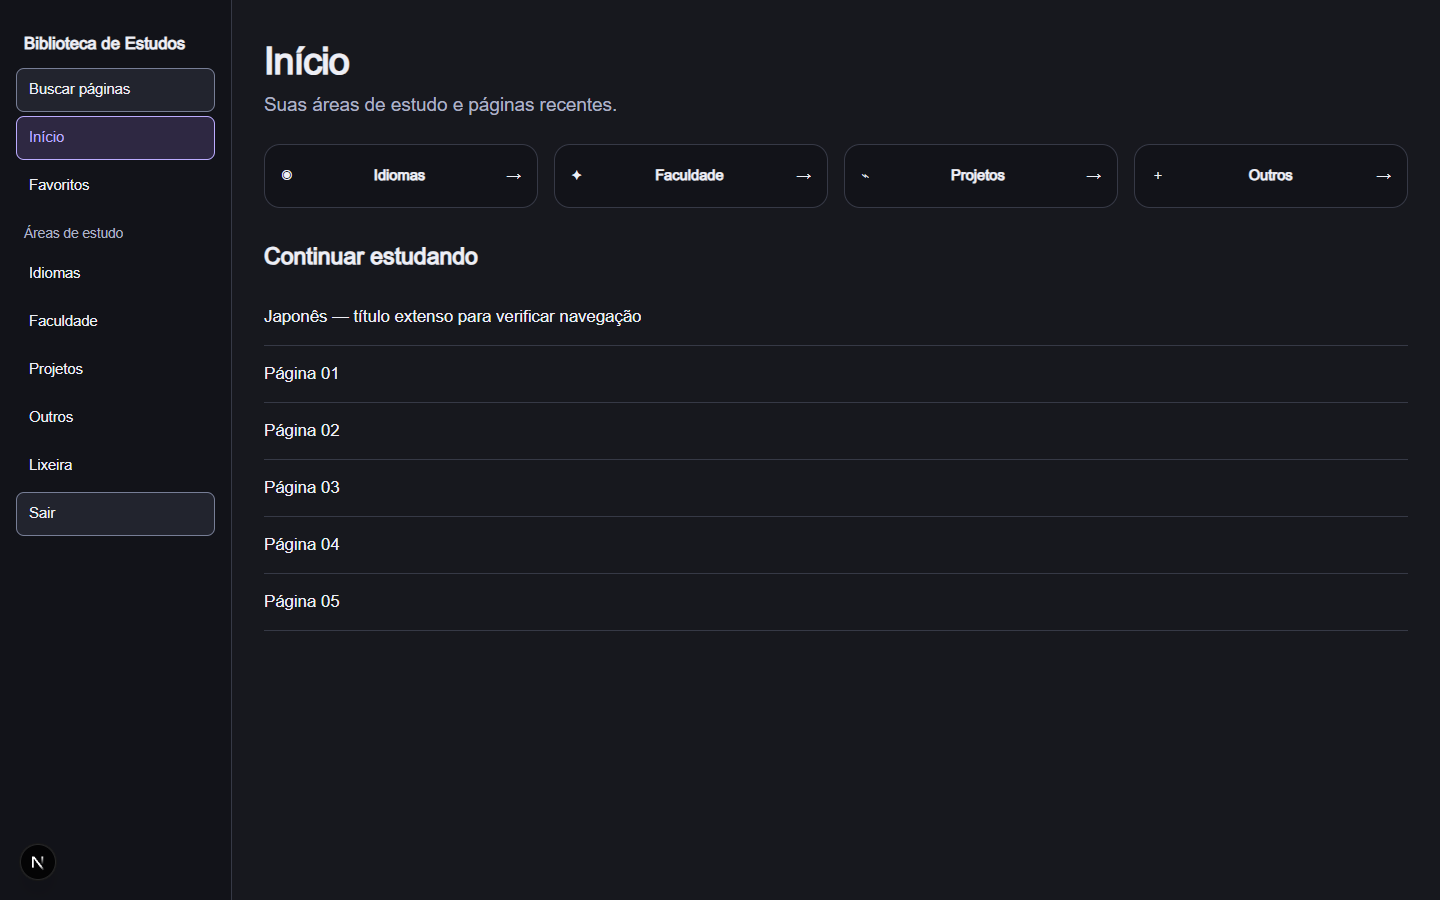 Biblioteca de Estudos
Buscar páginas
Início
Favoritos
Áreas de estudo
Idiomas
Faculdade
Projetos
Outros
Lixeira
Sair
N
Início
Suas áreas de estudo e páginas recentes.
◉ Idiomas →
✦ Faculdade →
⌁ Projetos →
+ Outros →
Continuar estudando
Japonês — título extenso para verificar navegação
Página 01
Página 02
Página 03
Página 04
Página 05